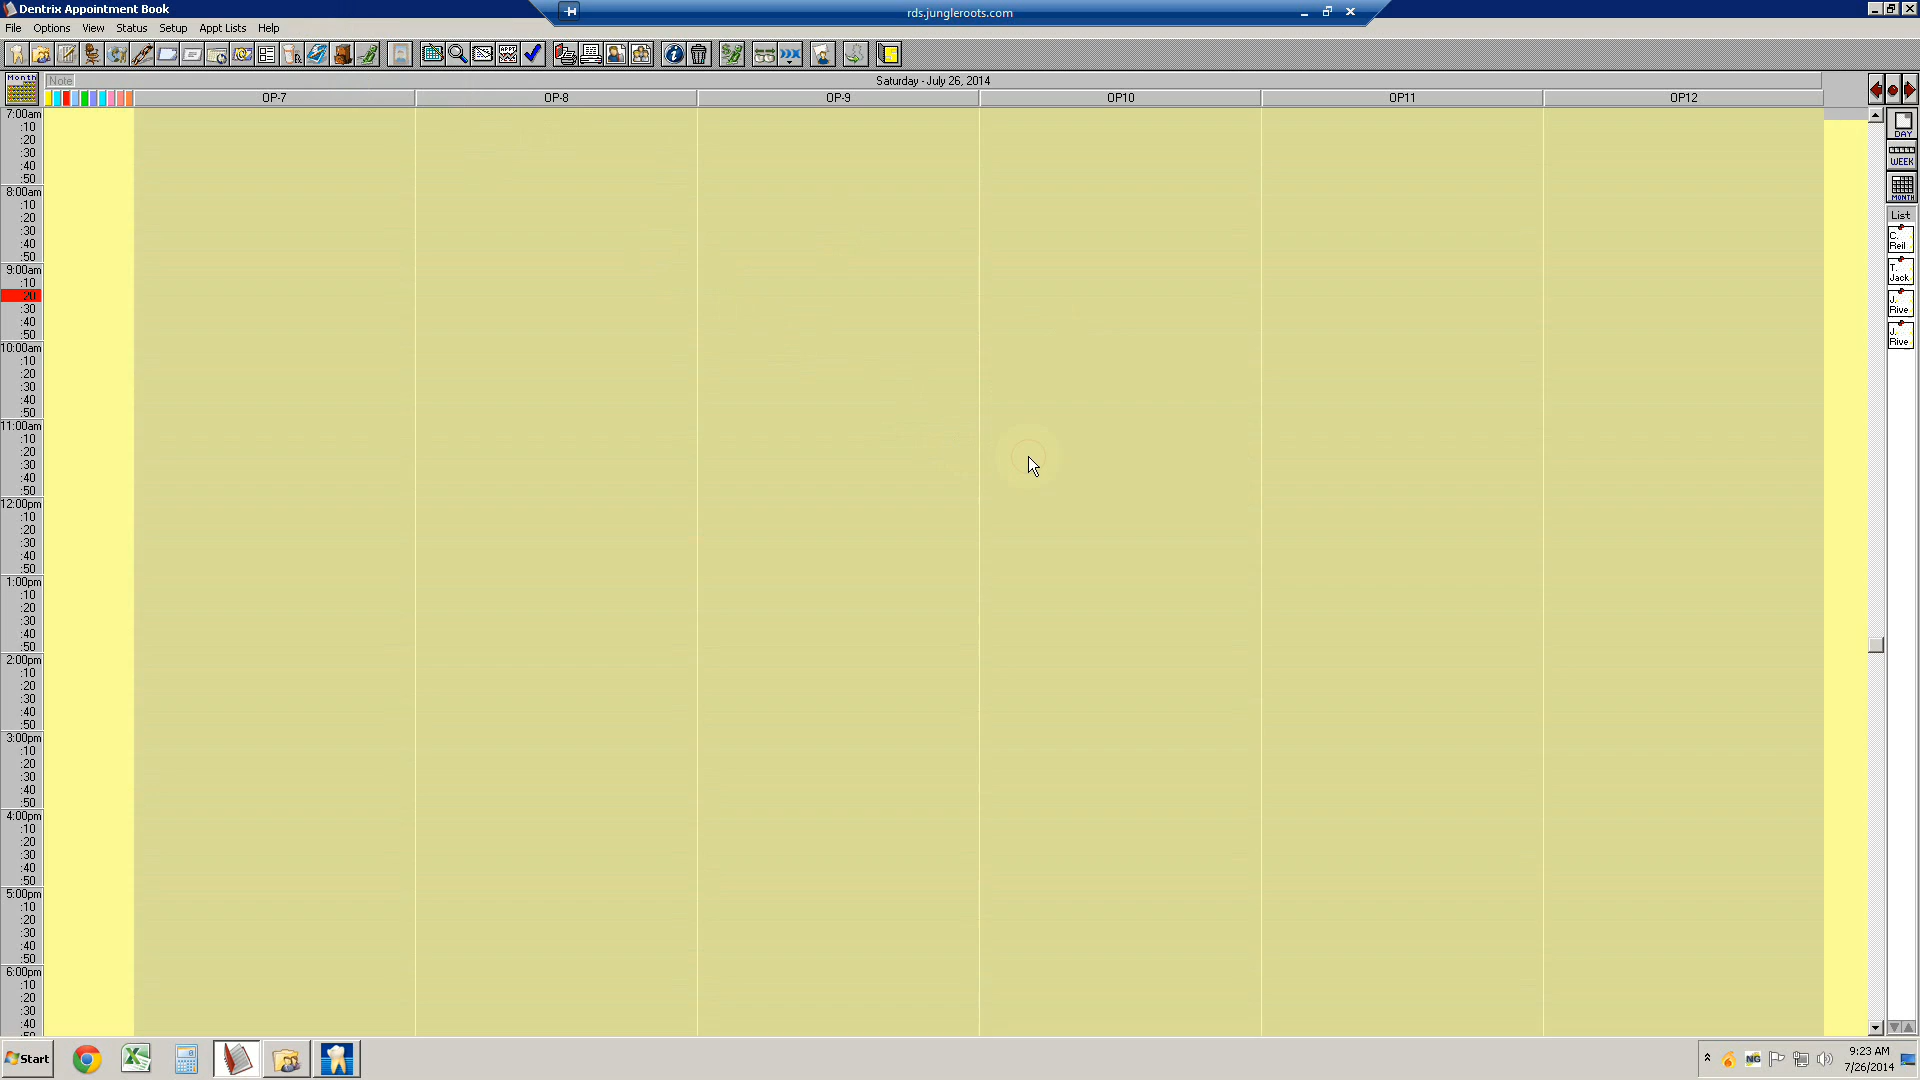 Dentrix Appointment Book
rds.jungleroots.com
File Options View Status Setup Appt Lists Help
Month
Note
Saturday - July 26, 2014
OP-7 OP-8 OP-9 OP10 OP11 OP12
7:00am
:10
:20
:30
:40
:50
8:00am
:10
:20
:30
:40
:50
9:00am
:10
:20
:30
:40
:50
10:00am
:10
:20
:30
:40
:50
11:00am
:10
:20
:30
:40
:50
12:00pm
:10
:20
:30
:40
:50
1:00pm
:10
:20
:30
:40
:50
2:00pm
:10
:20
:30
:40
:50
3:00pm
:10
:20
:30
:40
:50
4:00pm
:10
:20
:30
:40
:50
5:00pm
:10
:20
:30
:40
:50
6:00pm
:10
:20
:30
:40
DAY
WEEK
MONTH
List
C.
Reil
T.
Jack
J.
Rive
J.
Rive
Start
NG
9:23 AM
7/26/2014